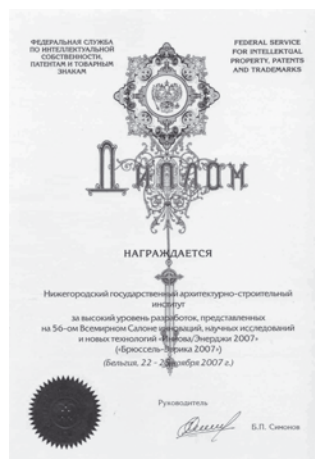 ФЕДЕРАЛЬНАЯ СЛУЖБА
ПО ИНТЕЛЛЕКТУАЛЬНОЙ
СОБСТВЕННОСТИ,
ПАТЕНТАМ И ТОВАРНЫМ
ЗНАКАМ
FEDERAL SERVICE
FOR INTELLECTUAL
PROPERTY, PATENTS
AND TRADEMARKS
ДИПЛОМ
НАГРАЖДАЕТСЯ
Нижегородский государственный архитектурно-строительный
институт
за высокий уровень разработок, представленных
на 56-ом Всемирном Салоне инноваций, научных исследований
и новых технологий «Иннова/Энерджи 2007»
(«Брюссель-Эврика 2007»)
(Бельгия, 22 - ноября 2007 г.)
Руководитель
Б.П. Симонов